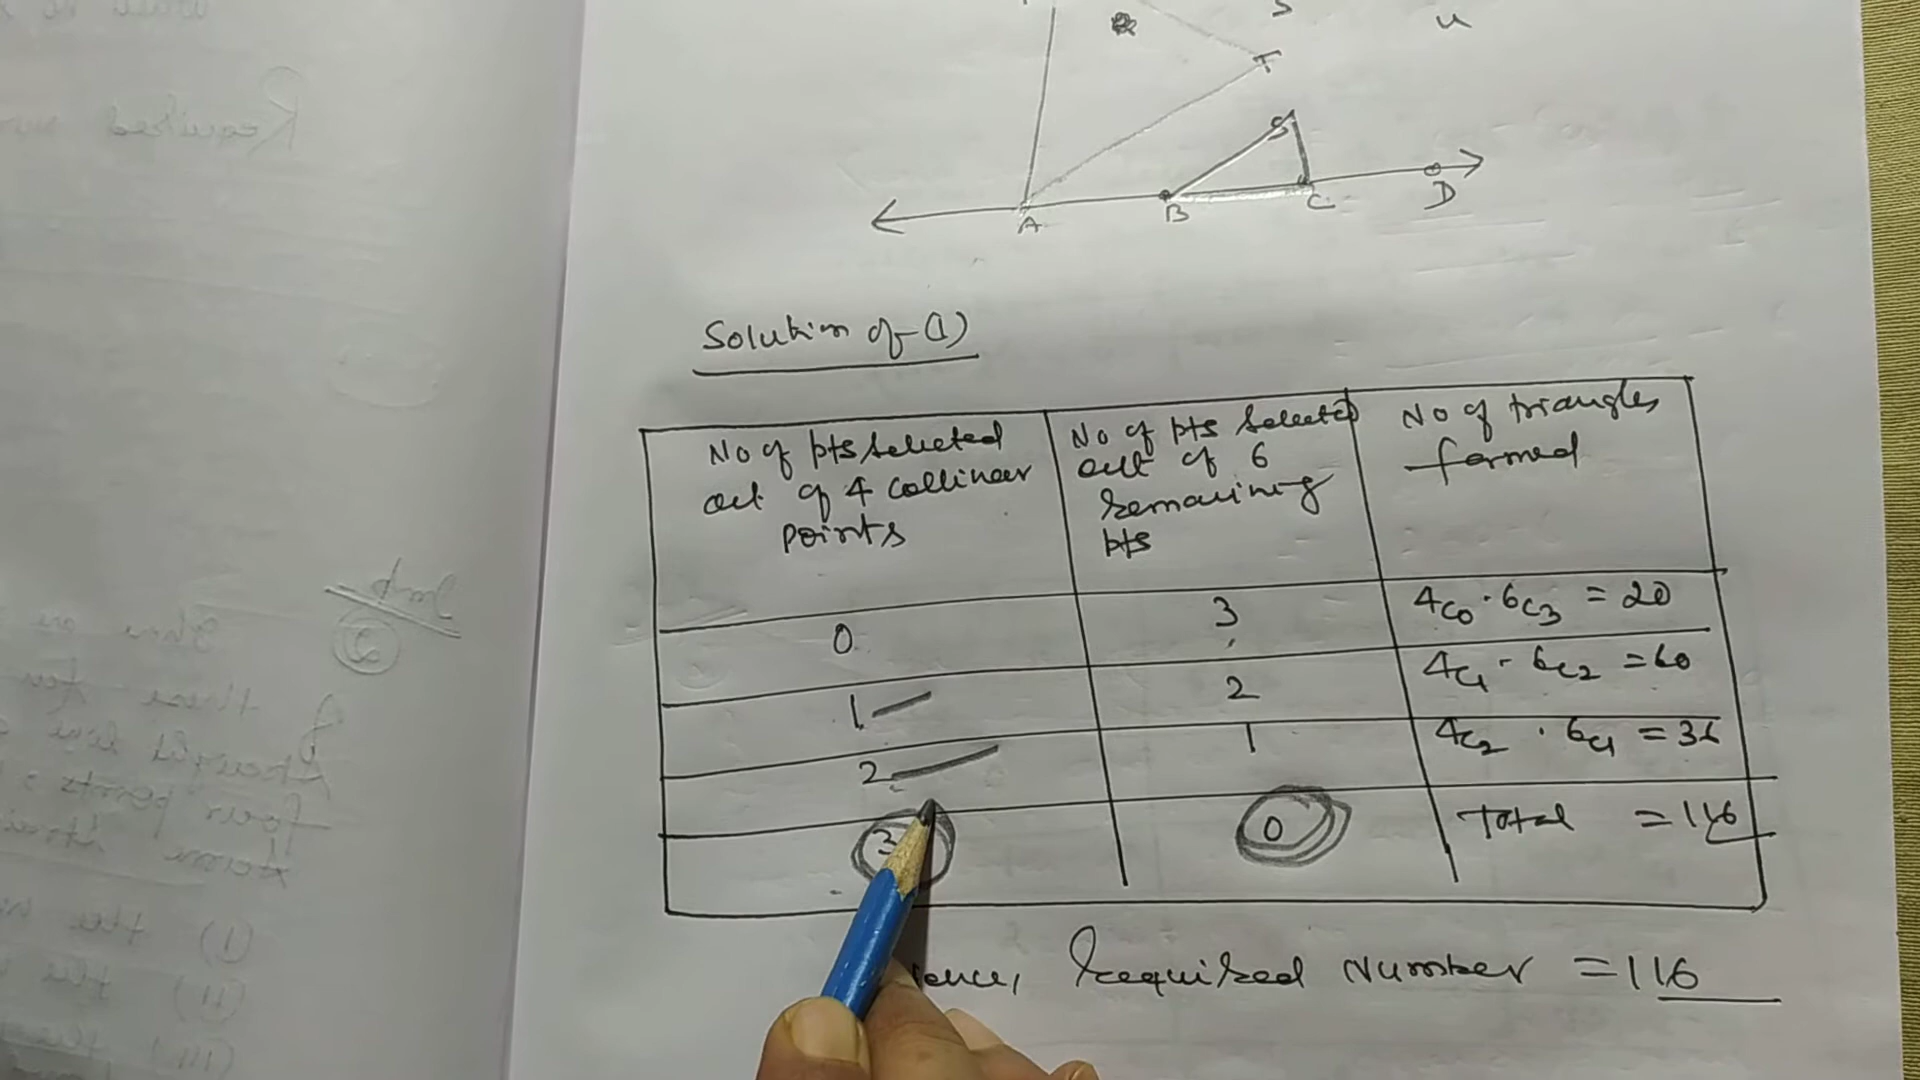 S
u
T
S
A
B
C
D
Solution of (1)
No of pts selected
out of 4 collinear
points
No of pts selected
out of 6
remaining
pts
No of triangles
formed
0
3
4C0 · 6C3 = 20
1
2
4C1 · 6C2 = 60
2
1
4C2 · 6C1 = 36
3
0
Total = 116
Required Number = 116